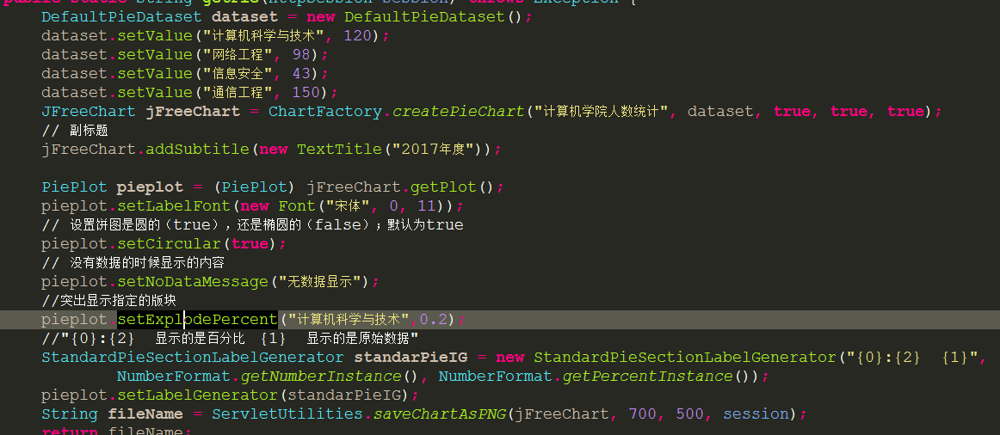 public static String getPie(HttpSession session) throws Exception {
DefaultPieDataset dataset = new DefaultPieDataset();
dataset.setValue("计算机科学与技术", 120);
dataset.setValue("网络工程", 98);
dataset.setValue("信息安全", 43);
dataset.setValue("通信工程", 150);
JFreeChart jFreeChart = ChartFactory.createPieChart("计算机学院人数统计", dataset, true, true, true);
// 副标题
jFreeChart.addSubtitle(new TextTitle("2017年度"));
PiePlot pieplot = (PiePlot) jFreeChart.getPlot();
pieplot.setLabelFont(new Font("宋体", 0, 11));
// 设置饼图是圆的（true），还是椭圆的（false）；默认为true
pieplot.setCircular(true);
// 没有数据的时候显示的内容
pieplot.setNoDataMessage("无数据显示");
//突出显示指定的版块
pieplot.setExplodePercent("计算机科学与技术",0.2);
//"{0}:{2}  显示的是百分比 {1}  显示的是原始数据"
StandardPieSectionLabelGenerator standarPieIG = new StandardPieSectionLabelGenerator("{0}:{2}  {1}",
NumberFormat.getNumberInstance(), NumberFormat.getPercentInstance());
pieplot.setLabelGenerator(standarPieIG);
String fileName = ServletUtilities.saveChartAsPNG(jFreeChart, 700, 500, session);
return fileName;